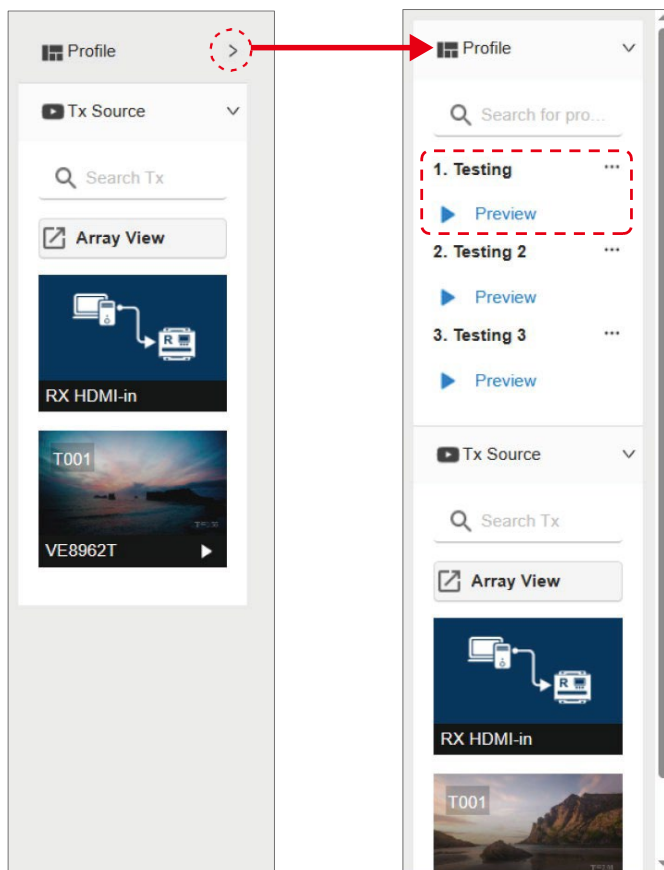 Profile
Tx Source
Search Tx
Array View
R
RX HDMI-in
T001
VE8962T
Profile
Search for pro...
1. Testing
Preview
2. Testing 2
Preview
3. Testing 3
Preview
Tx Source
Search Tx
Array View
R
RX HDMI-in
T001